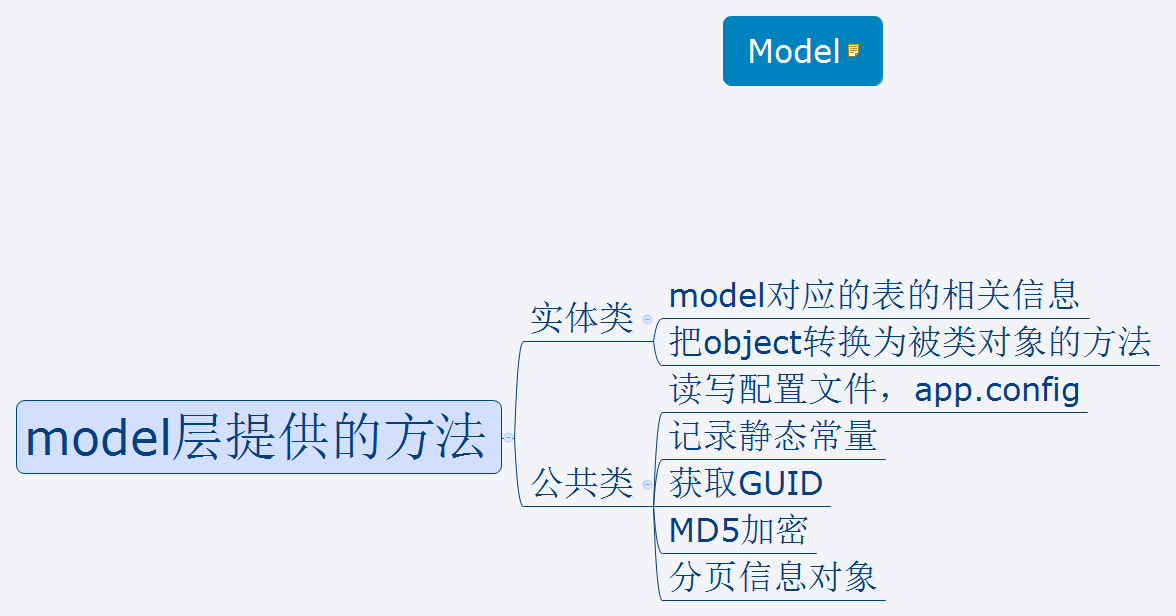 Model
model层提供的方法
实体类
model对应的表的相关信息
把object转换为被类对象的方法
公共类
读写配置文件，app.config
记录静态常量
获取GUID
MD5加密
分页信息对象